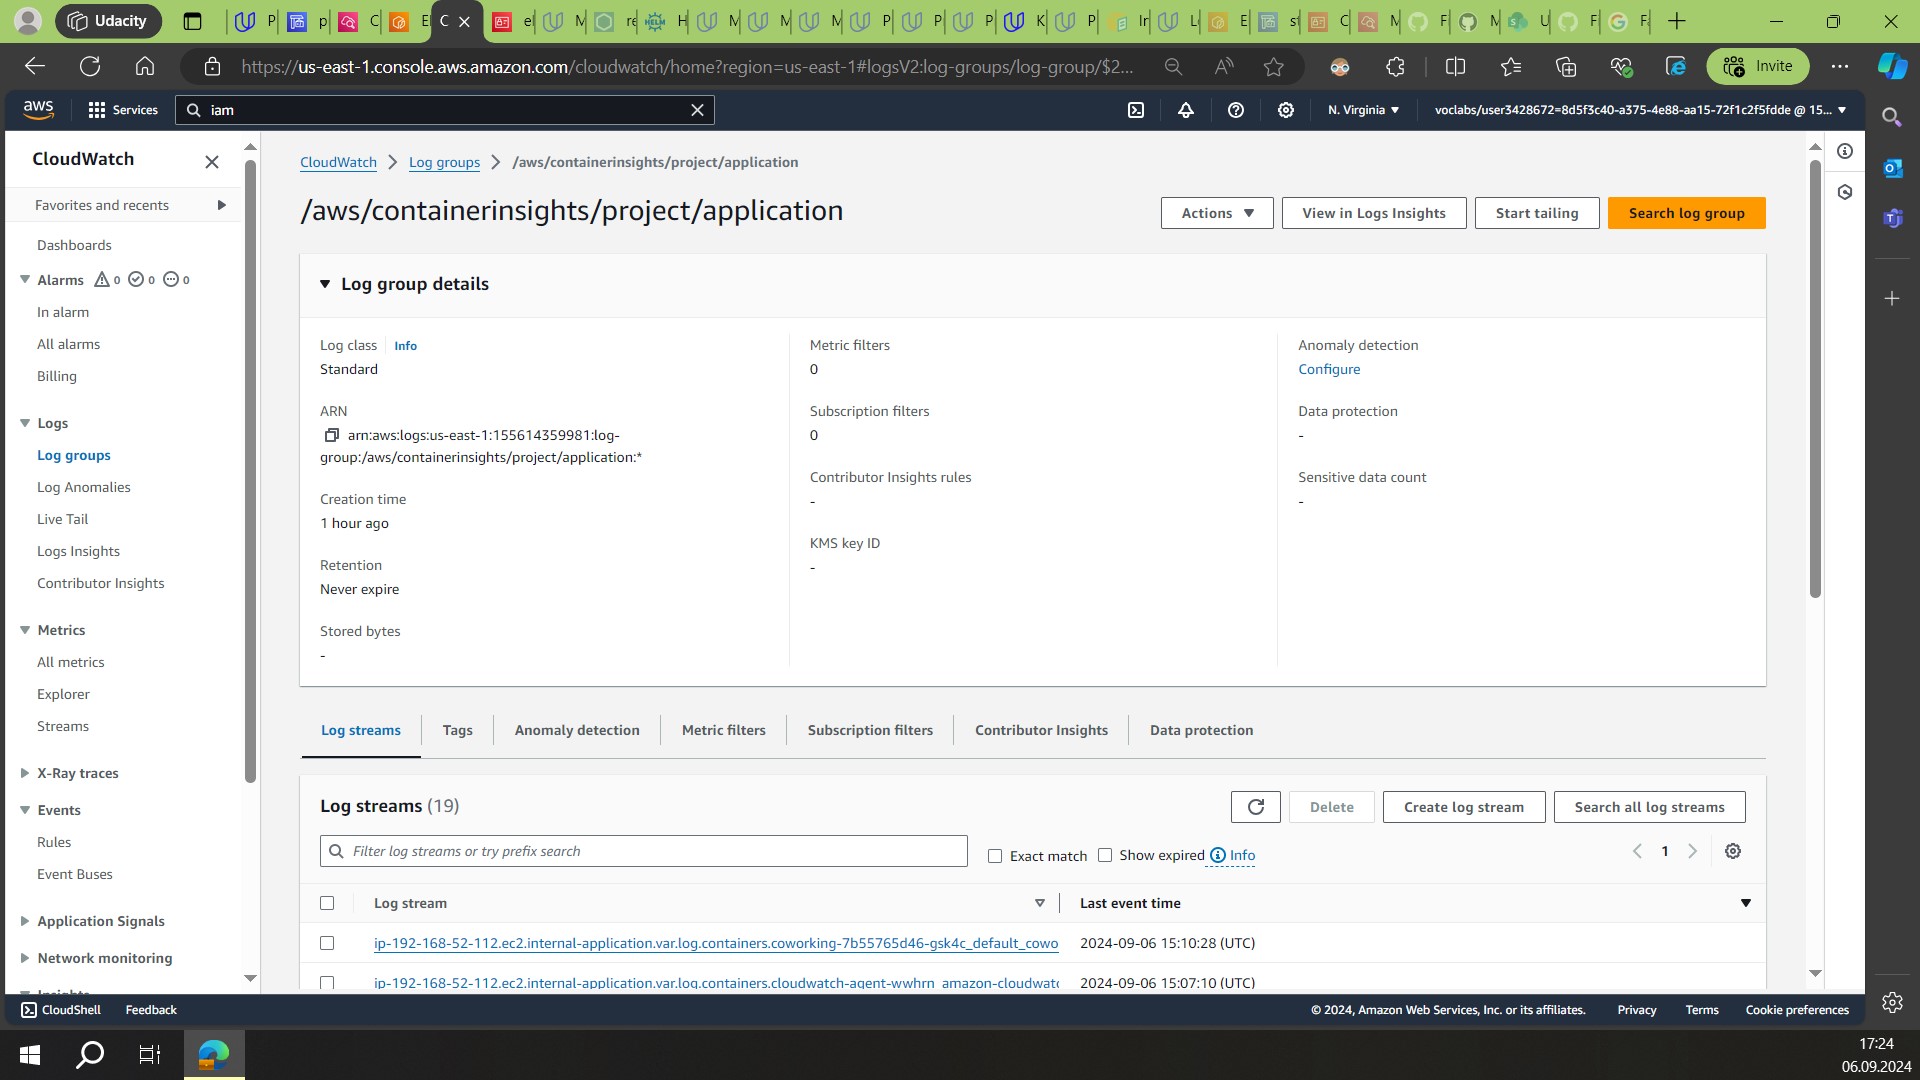 Udacity
https://us-east-1.console.aws.amazon.com/cloudwatch/home?region=us-east-1#logsV2:log-groups/log-group/$2...
Invite
aws
Services
iam
N. Virginia
voclabs/user3428672=8d5f3c40-a375-4e88-aa15-72f1c2f5fdde @ 15...
CloudWatch
Favorites and recents
Dashboards
Alarms 0 0 0
In alarm
All alarms
Billing
Logs
Log groups
Log Anomalies
Live Tail
Logs Insights
Contributor Insights
Metrics
All metrics
Explorer
Streams
X-Ray traces
Events
Rules
Event Buses
Application Signals
Network monitoring
Insights
CloudWatch
Log groups
/aws/containerinsights/project/application
/aws/containerinsights/project/application
Actions
View in Logs Insights
Start tailing
Search log group
Log group details
Log class
Info
Standard
ARN
arn:aws:logs:us-east-1:155614359981:log-
group:/aws/containerinsights/project/application:*
Creation time
1 hour ago
Retention
Never expire
Stored bytes
-
Metric filters
0
Subscription filters
0
Contributor Insights rules
-
KMS key ID
-
Anomaly detection
Configure
Data protection
-
Sensitive data count
-
Log streams
Tags
Anomaly detection
Metric filters
Subscription filters
Contributor Insights
Data protection
Log streams (19)
Delete
Create log stream
Search all log streams
Filter log streams or try prefix search
Exact match
Show expired
Info
1
Log stream
Last event time
ip-192-168-52-112.ec2.internal-application.var.log.containers.coworking-7b55765d46-gsk4c_default_cowo
2024-09-06 15:10:28 (UTC)
ip-192-168-52-112.ec2.internal-application.var.log.containers.cloudwatch-agent-wwhrn_amazon-cloudwatc
2024-09-06 15:07:10 (UTC)
CloudShell
Feedback
© 2024, Amazon Web Services, Inc. or its affiliates.
Privacy
Terms
Cookie preferences
17:24
06.09.2024